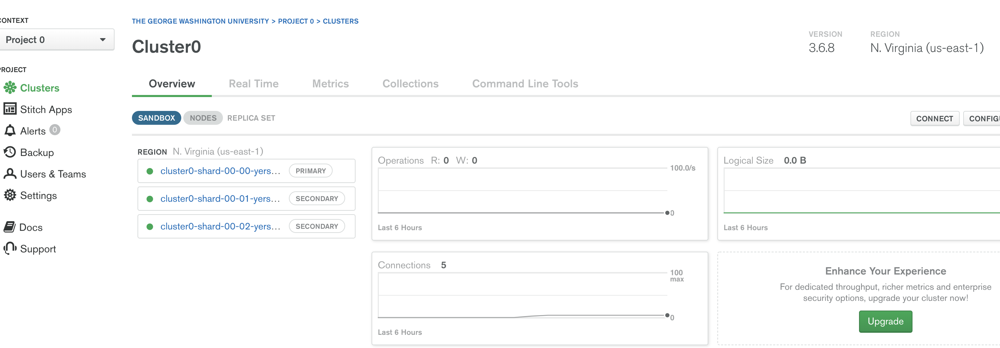 CONTEXT
Project 0
PROJECT
Clusters
Stitch Apps
Alerts 0
Backup
Users & Teams
Settings
Docs
Support
THE GEORGE WASHINGTON UNIVERSITY > PROJECT 0 > CLUSTERS
Cluster0
VERSION
3.6.8
REGION
N. Virginia (us-east-1)
Overview Real Time Metrics Collections Command Line Tools
SANDBOX NODES REPLICA SET
CONNECT CONFIGU
REGION N. Virginia (us-east-1)
cluster0-shard-00-00-yers... PRIMARY
cluster0-shard-00-01-yers... SECONDARY
cluster0-shard-00-02-yers... SECONDARY
Operations R: 0 W: 0
100.0/s
0
Last 6 Hours
Logical Size 0.0 B
Last 6 Hours
Connections 5
100
max
0
Last 6 Hours
Enhance Your Experience
For dedicated throughput, richer metrics and enterprise
security options, upgrade your cluster now!
Upgrade